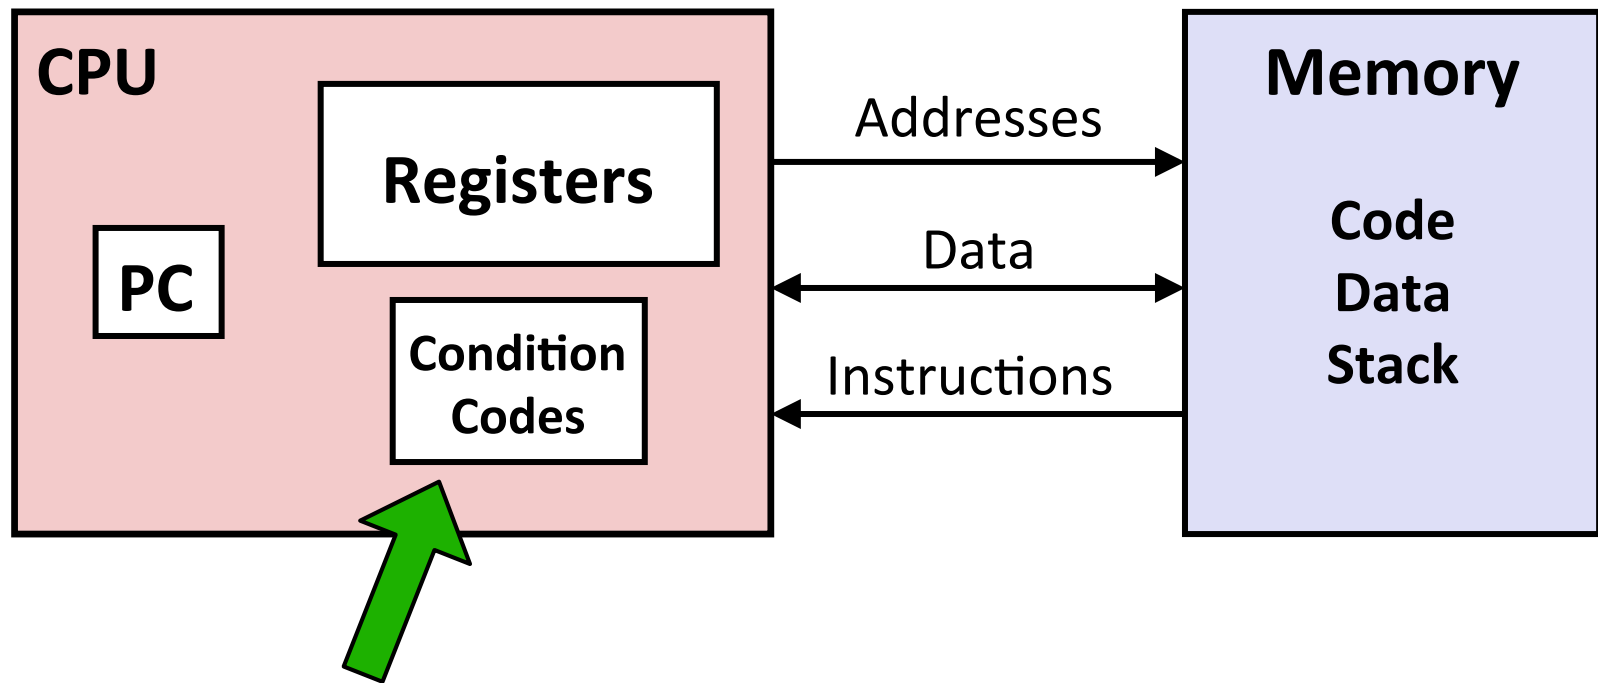 CPU
Registers
PC
Condition
Codes
Addresses
Data
Instructions
Memory
Code
Data
Stack